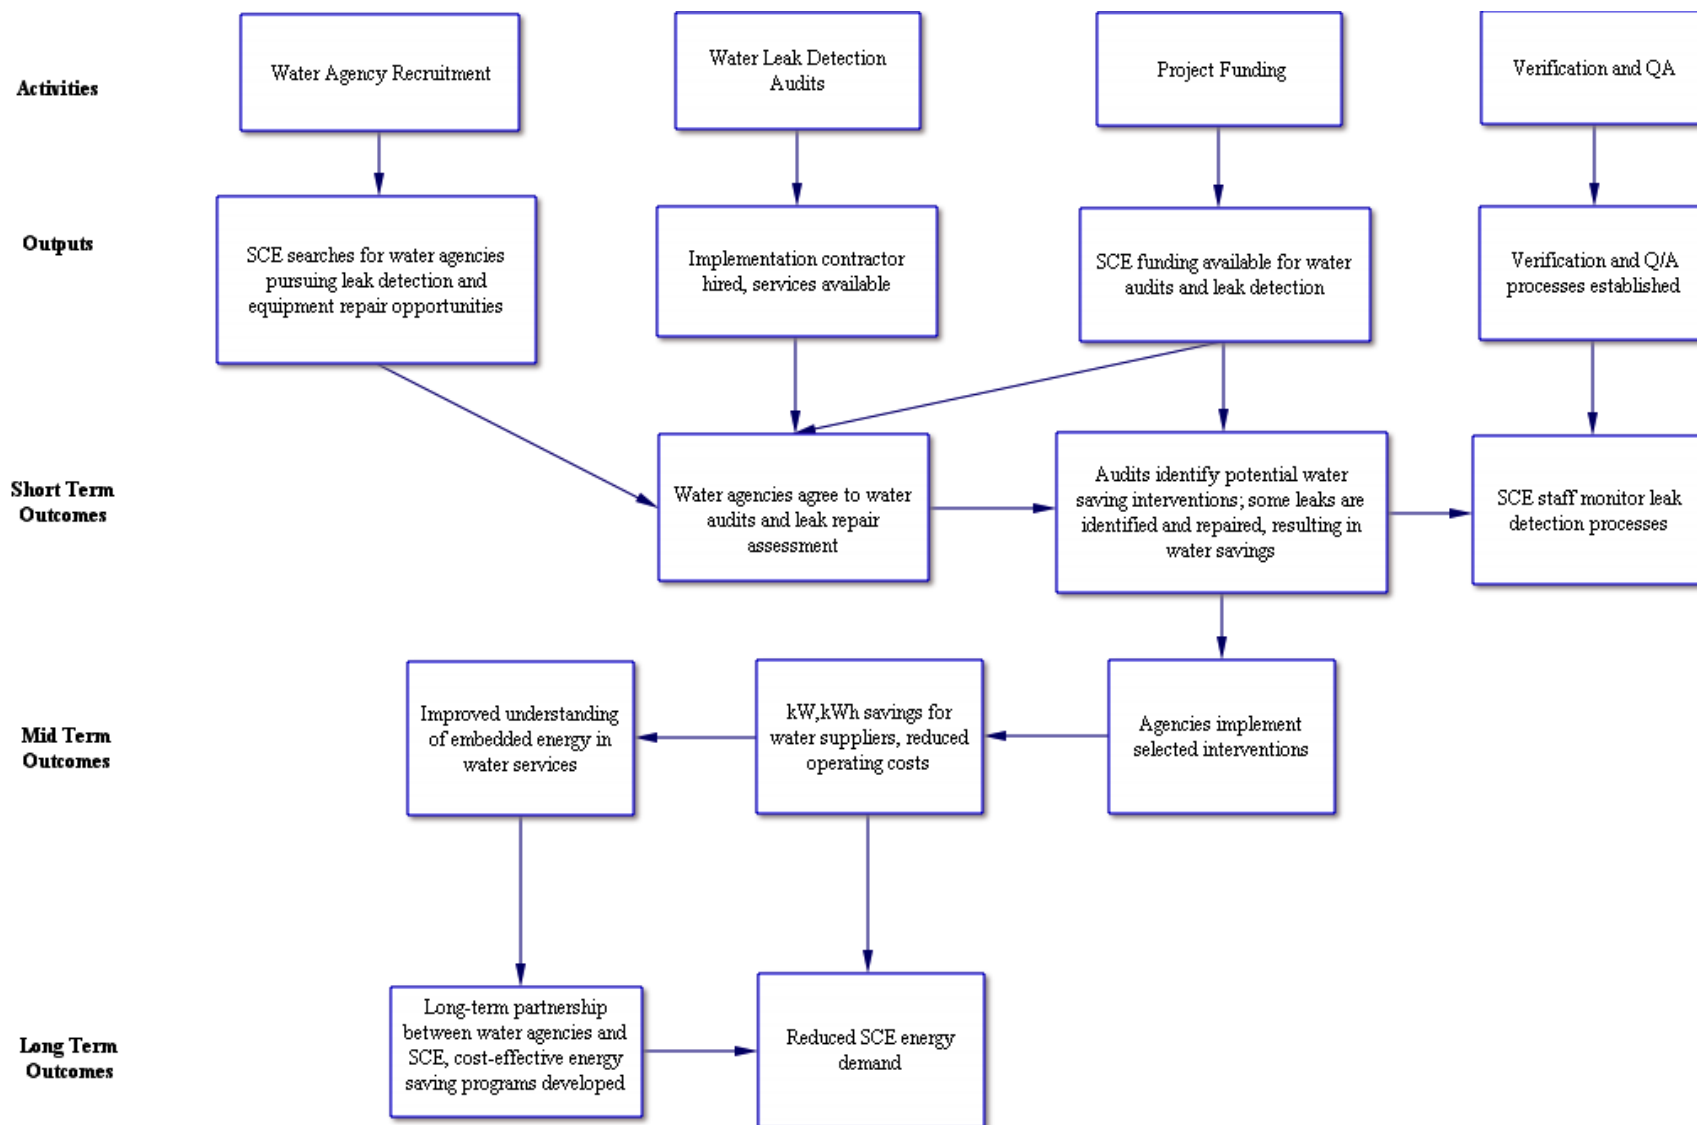 Activities
Water Agency Recruitment
Water Leak Detection
Audits
Project Funding
Verification and QA
Outputs
SCE searches for water agencies
pursuing leak detection and
equipment repair opportunities
Implementation contractor
hired, services available
SCE funding available for water
audits and leak detection
Verification and Q/A
processes established
Short Term
Outcomes
Water agencies agree to water
audits and leak repair
assessment
Audits identify potential water
saving interventions; some leaks are
identified and repaired, resulting in
water savings
SCE staff monitor leak
detection processes
Mid Term
Outcomes
Improved understanding
of embedded energy in
water services
kW,kWh savings for
water suppliers, reduced
operating costs
Agencies implement
selected interventions
Long Term
Outcomes
Long-term partnership
between water agencies and
SCE, cost-effective energy
saving programs developed
Reduced SCE energy
demand